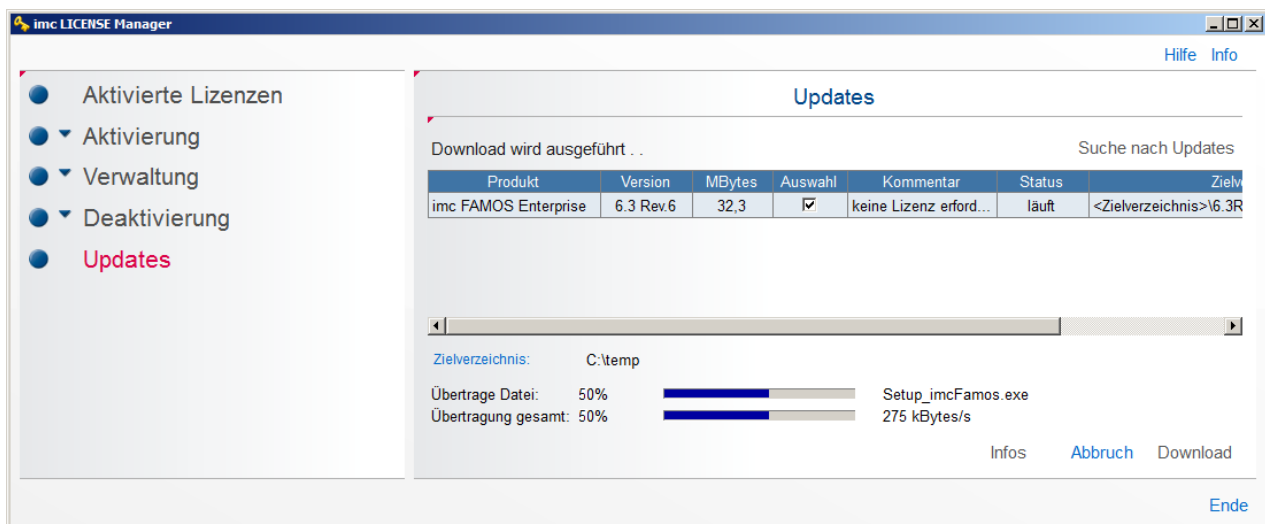 imc LICENSE Manager
Hilfe Info
Aktivierte Lizenzen
Aktivierung
Verwaltung
Deaktivierung
Updates
Updates
Download wird ausgeführt . .
Suche nach Updates
Produkt Version MBytes Auswahl Kommentar Status Zielv
imc FAMOS Enterprise 6.3 Rev.6 32,3 keine Lizenz erford... läuft <Zielverzeichnis>\6.3R
Zielverzeichnis: C:\temp
Übertrage Datei: 50% Setup_imcFamos.exe
Übertragung gesamt: 50% 275 kBytes/s
Infos Abbruch Download
Ende